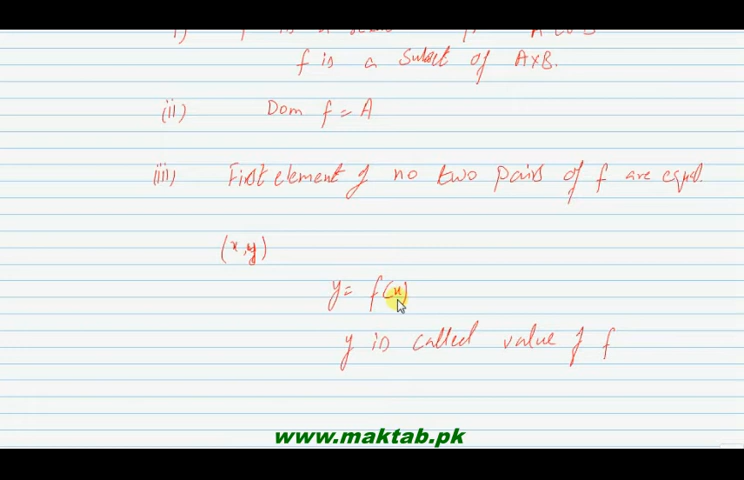 f is a Subset of A×B.
(ii) Dom f = A
(iii) First element of no two pairs of f are equal.
(x,y)
y = f(x)
y is called value of f
www.maktab.pk